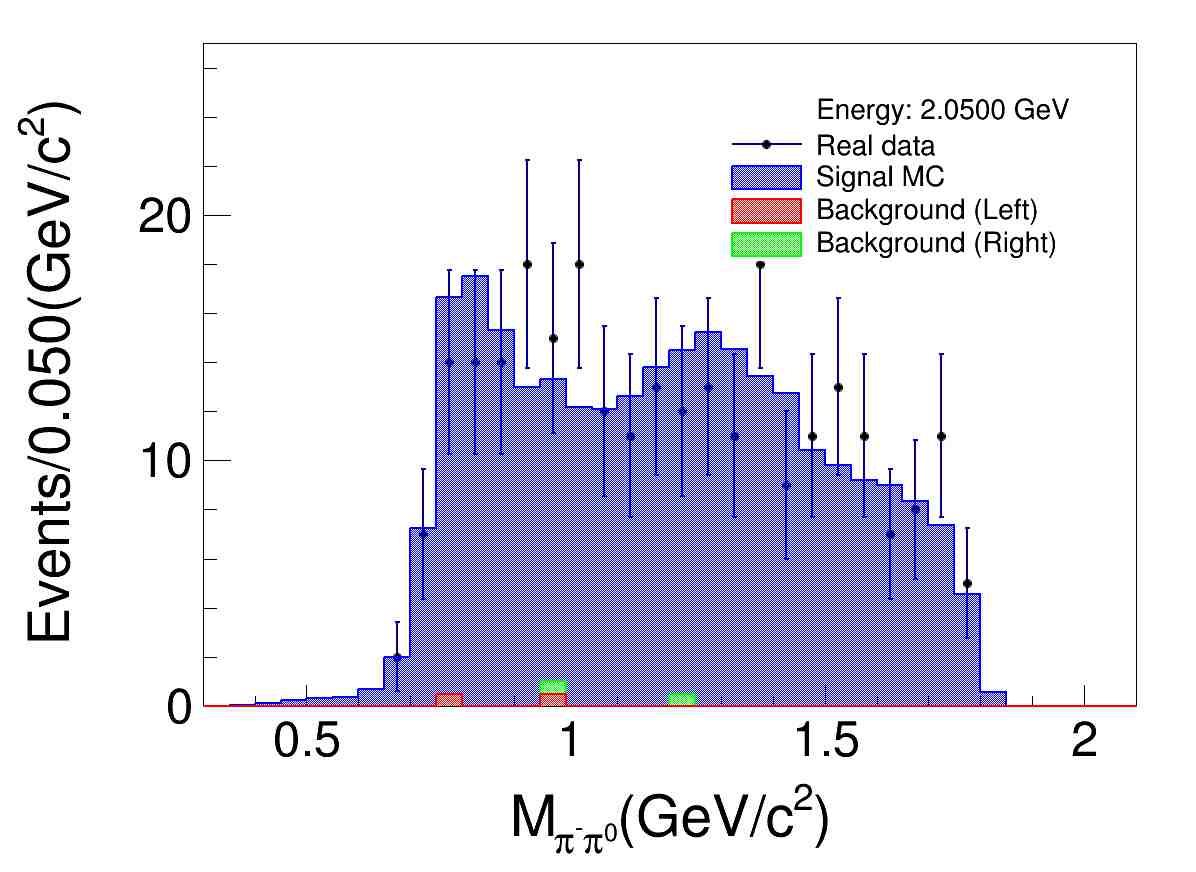 Events/0.050(GeV/c²)
Energy: 2.0500 GeV
Real data
Signal MC
Background (Left)
Background (Right)
20
10
0
0.5 1 1.5 2
Mπ⁻π⁰(GeV/c²)